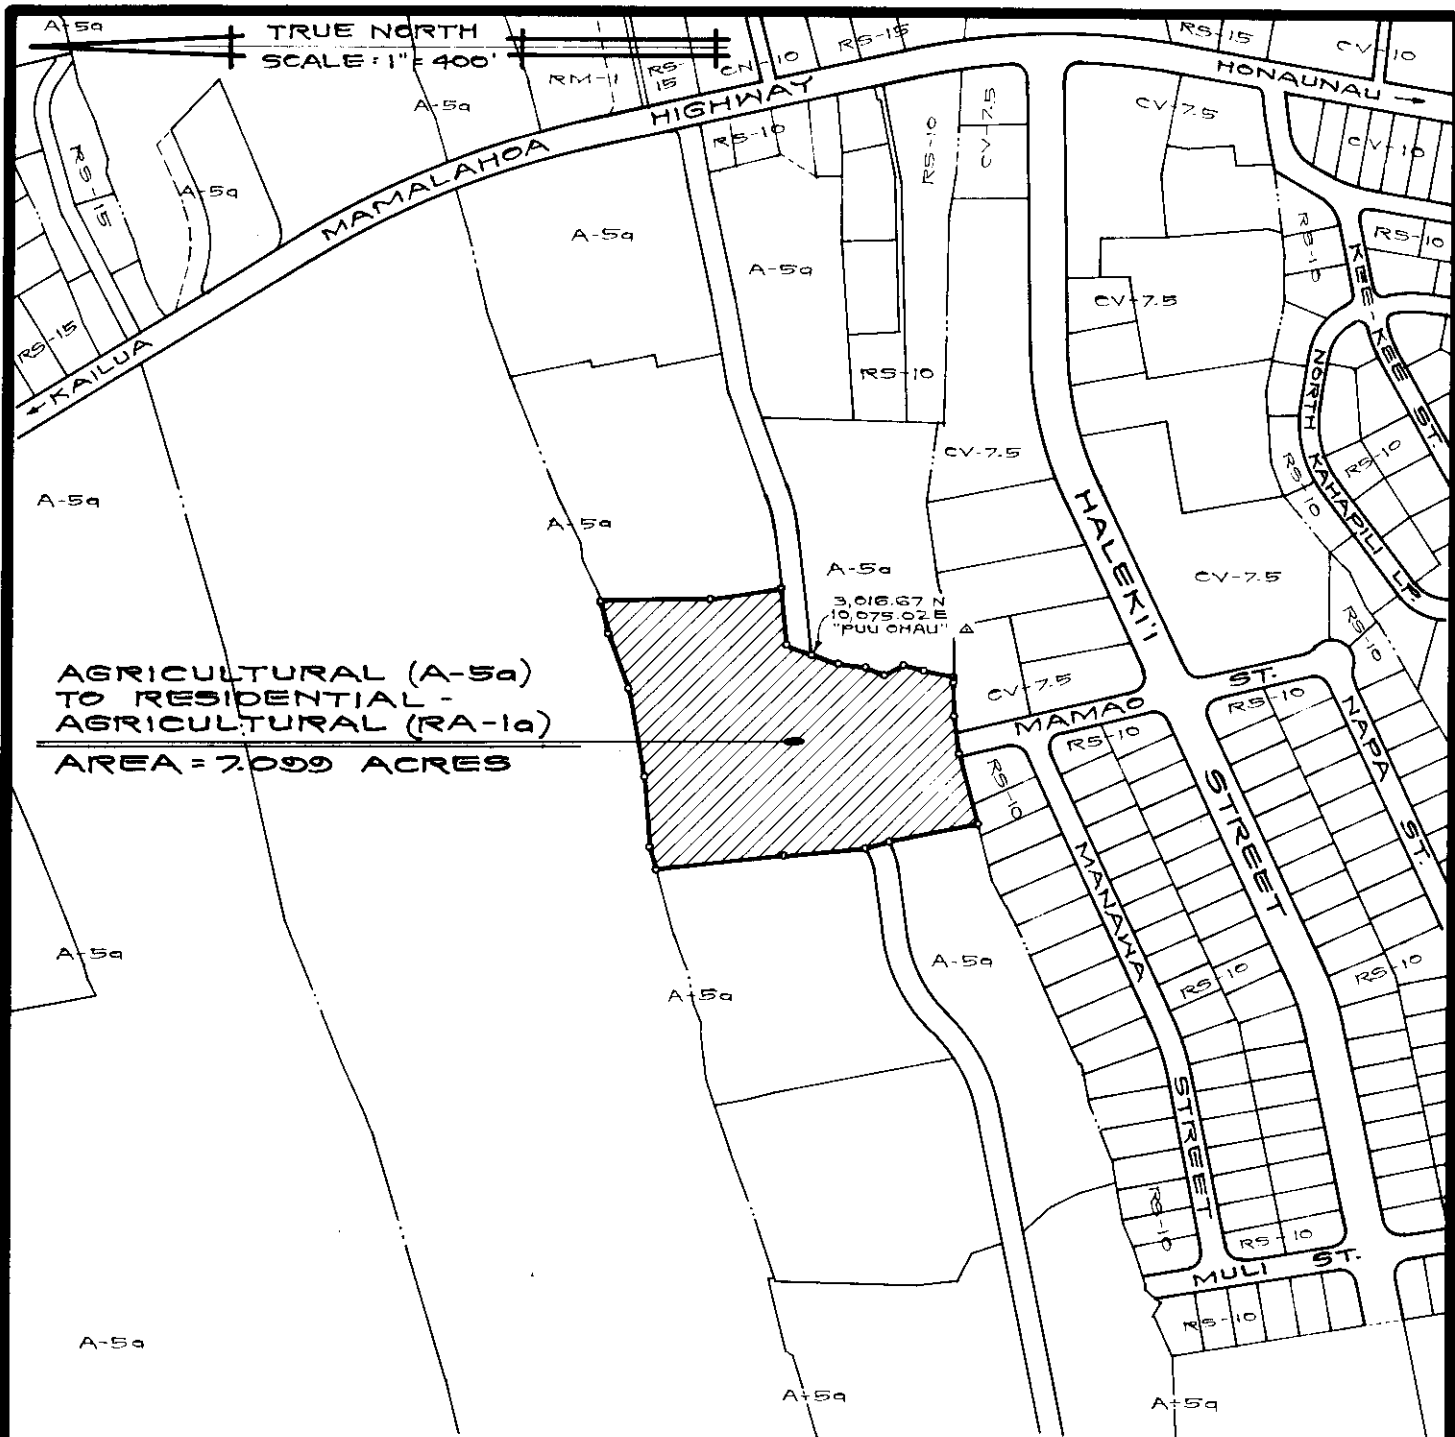 A-5a
TRUE NORTH
SCALE: 1" = 400'
RM-11
RS-
15
CN-10
RS-15
RS-15
CV-10
HONAUNAU →
A-5a
MAMALAHOA HIGHWAY
RS-10
RS-10
CV-7.5
CV-7.5
CV-10
RS-15
A-5a
A-5a
A-5a
RS-10
RS-10
KEE-KEE ST.
CV-7.5
RS-15
← KAILUA
RS-10
NORTH KAHAPILI LP.
CV-7.5
RS-10
RS-10
A-5a
A-5a
HALEKI'I STREET
A-5a
CV-7.5
3,016.67 N
10,075.02 E
"PUU OHAU" △
RS-10
AGRICULTURAL (A-5a)
TO RESIDENTIAL -
AGRICULTURAL (RA-1a)
AREA = 7.099 ACRES
CV-7.5
MAMAO ST.
RS-10
NAPA ST.
RS-10
RS-10
MANAWA STREET
A-5a
A-5a
A-5a
RS-10
RS-10
RS-10
RS-10
MULI ST.
RS-10
A-5a
A-5a
A-5a